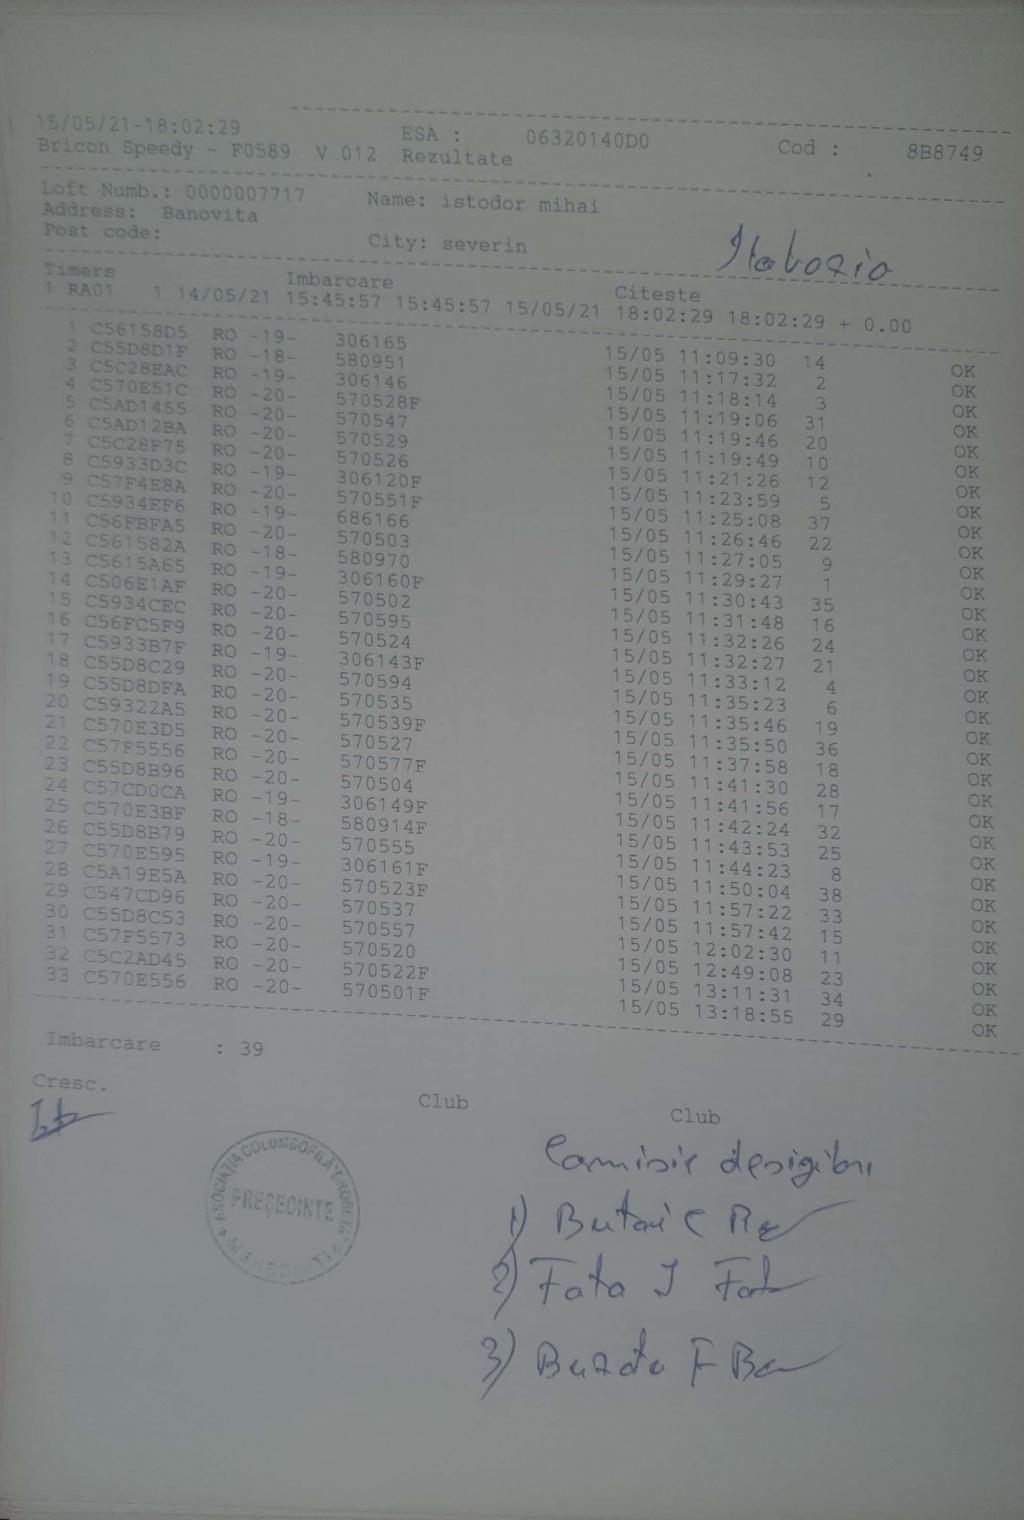 15/05/21-18:02:29 ESA : 06320140D0 Cod : 8B8749
Bricon Speedy - F0589 V 012 Rezultate
Loft Numb.: 0000007717 Name: istodor mihai
Address: Banovita
Post code: City: severin
Timers Imbarcare Citeste
1 RA01 1 14/05/21 15:45:57 15:45:57 15/05/21 18:02:29 18:02:29 + 0.00
1 C56158D5 RO -19- 306165 15/05 11:09:30 14 OK
2 C55D8D1F RO -18- 580951 15/05 11:17:32 2 OK
3 C5C28EAC RO -19- 306146 15/05 11:18:14 3 OK
4 C570E51C RO -20- 570528F 15/05 11:19:06 31 OK
5 C5AD1455 RO -20- 570547 15/05 11:19:46 20 OK
6 C5AD12BA RO -20- 570529 15/05 11:19:49 10 OK
7 C5C28F75 RO -20- 570526 15/05 11:21:26 12 OK
8 C5933D3C RO -19- 306120F 15/05 11:23:59 5 OK
9 C57F4E8A RO -20- 570551F 15/05 11:25:08 37 OK
10 C5934EF6 RO -19- 686166 15/05 11:26:46 22 OK
11 C56FBFA5 RO -20- 570503 15/05 11:27:05 9 OK
12 C561582A RO -18- 580970 15/05 11:29:27 1 OK
13 C5615A65 RO -19- 306160F 15/05 11:30:43 35 OK
14 C506E1AF RO -20- 570502 15/05 11:31:48 16 OK
15 C5934CEC RO -20- 570595 15/05 11:32:26 24 OK
16 C56FC5F9 RO -20- 570524 15/05 11:32:27 21 OK
17 C5933B7F RO -19- 306143F 15/05 11:33:12 4 OK
18 C55D8C29 RO -20- 570594 15/05 11:35:23 6 OK
19 C55D8DFA RO -20- 570535 15/05 11:35:46 19 OK
20 C59322A5 RO -20- 570539F 15/05 11:35:50 36 OK
21 C570E3D5 RO -20- 570527 15/05 11:37:58 18 OK
22 C57F5556 RO -20- 570577F 15/05 11:41:30 28 OK
23 C55D8B96 RO -20- 570504 15/05 11:41:56 17 OK
24 C57CD0CA RO -19- 306149F 15/05 11:42:24 32 OK
25 C570E3BF RO -18- 580914F 15/05 11:43:53 25 OK
26 C55D8B79 RO -20- 570555 15/05 11:44:23 8 OK
27 C570E595 RO -19- 306161F 15/05 11:50:04 38 OK
28 C5A19E5A RO -20- 570523F 15/05 11:57:22 33 OK
29 C547CD96 RO -20- 570537 15/05 11:57:42 15 OK
30 C55D8C53 RO -20- 570557 15/05 12:02:30 11 OK
31 C57F5573 RO -20- 570520 15/05 12:49:08 23 OK
32 C5C2AD45 RO -20- 570522F 15/05 13:11:31 34 OK
33 C570E556 RO -20- 570501F 15/05 13:18:55 29 OK
Imbarcare : 39
Cresc. Club Club
PREȘEDINTE
1)
2) Fata I
3)